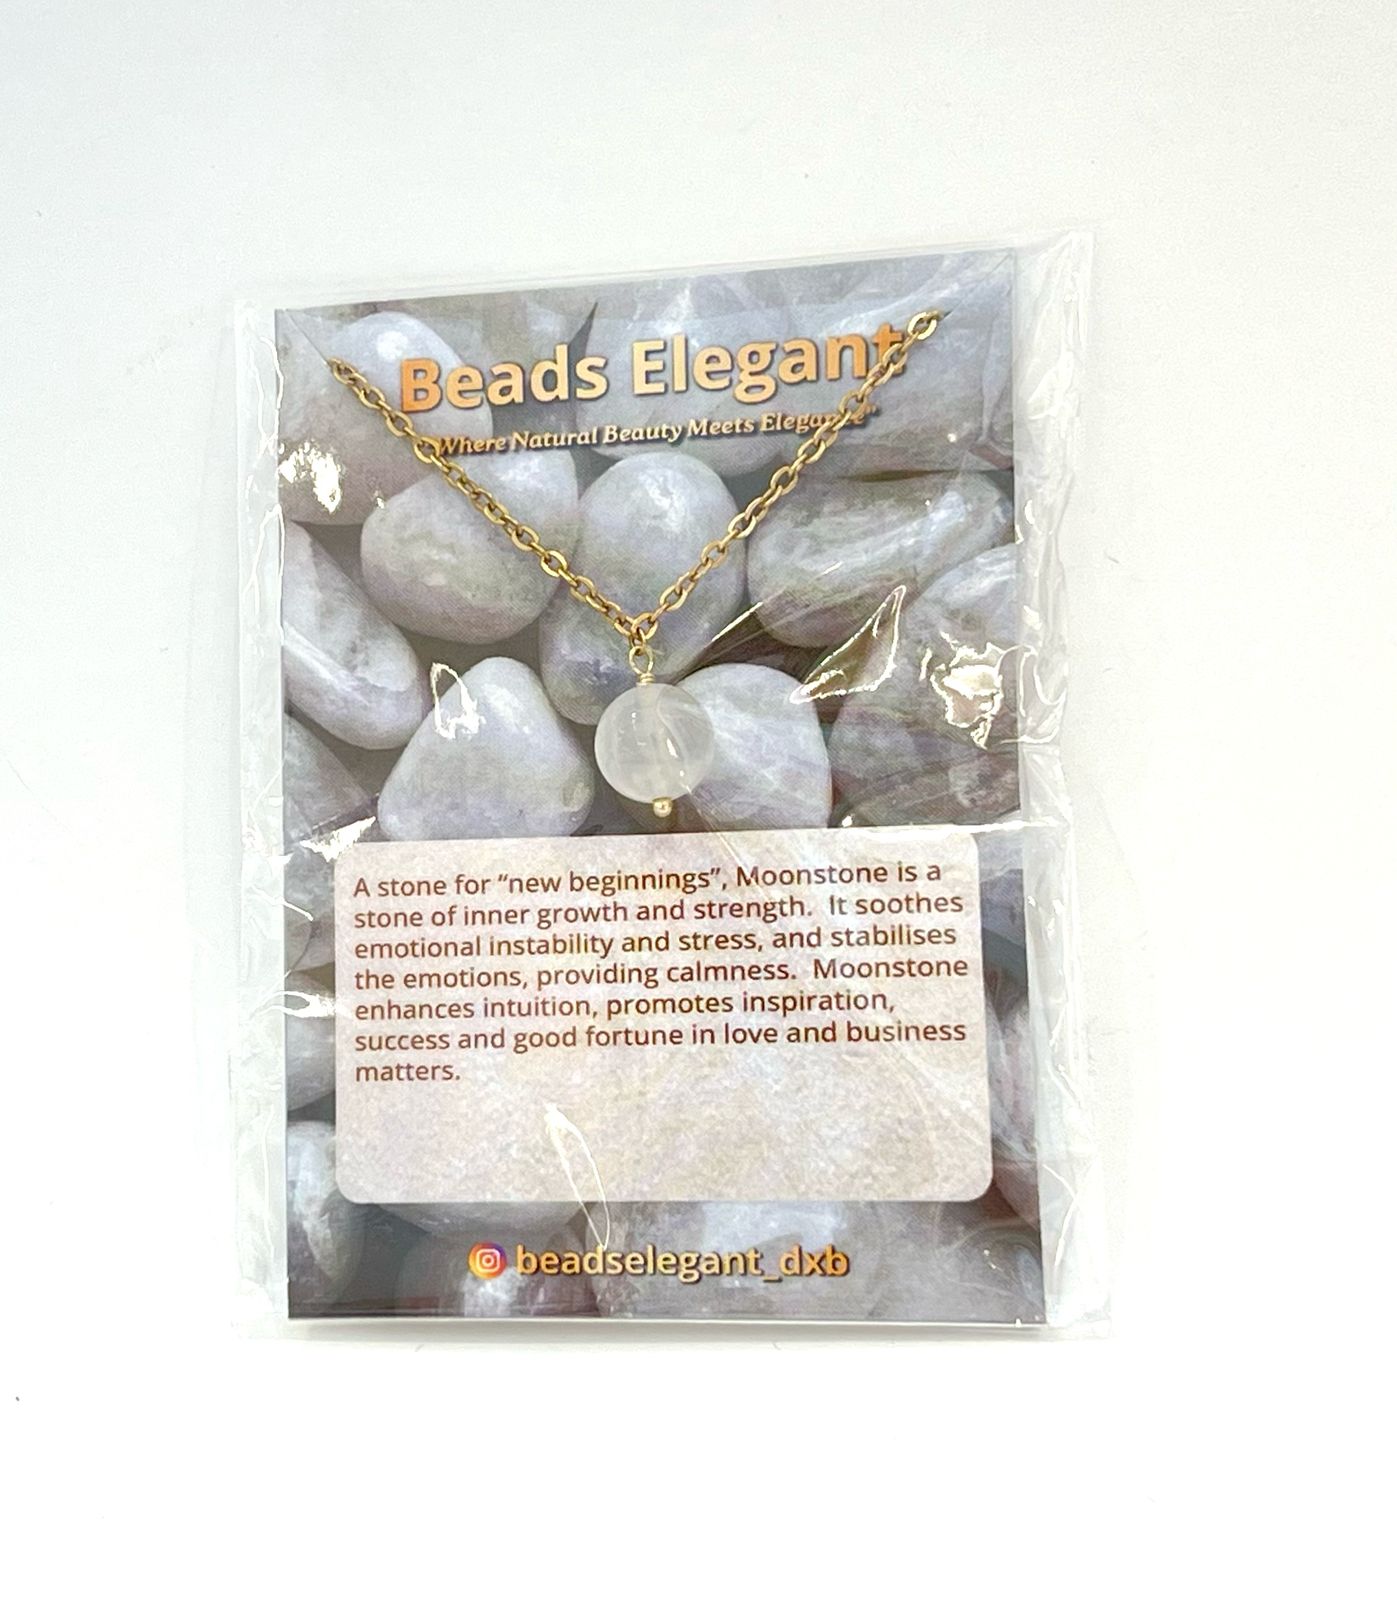 Beads Elegant
"Where Natural Beauty Meets Elegance"
A stone for “new beginnings”, Moonstone is a
stone of inner growth and strength.  It soothes
emotional instability and stress, and stabilises
the emotions, providing calmness.  Moonstone
enhances intuition, promotes inspiration,
success and good fortune in love and business
matters.
beadselegant_dxb